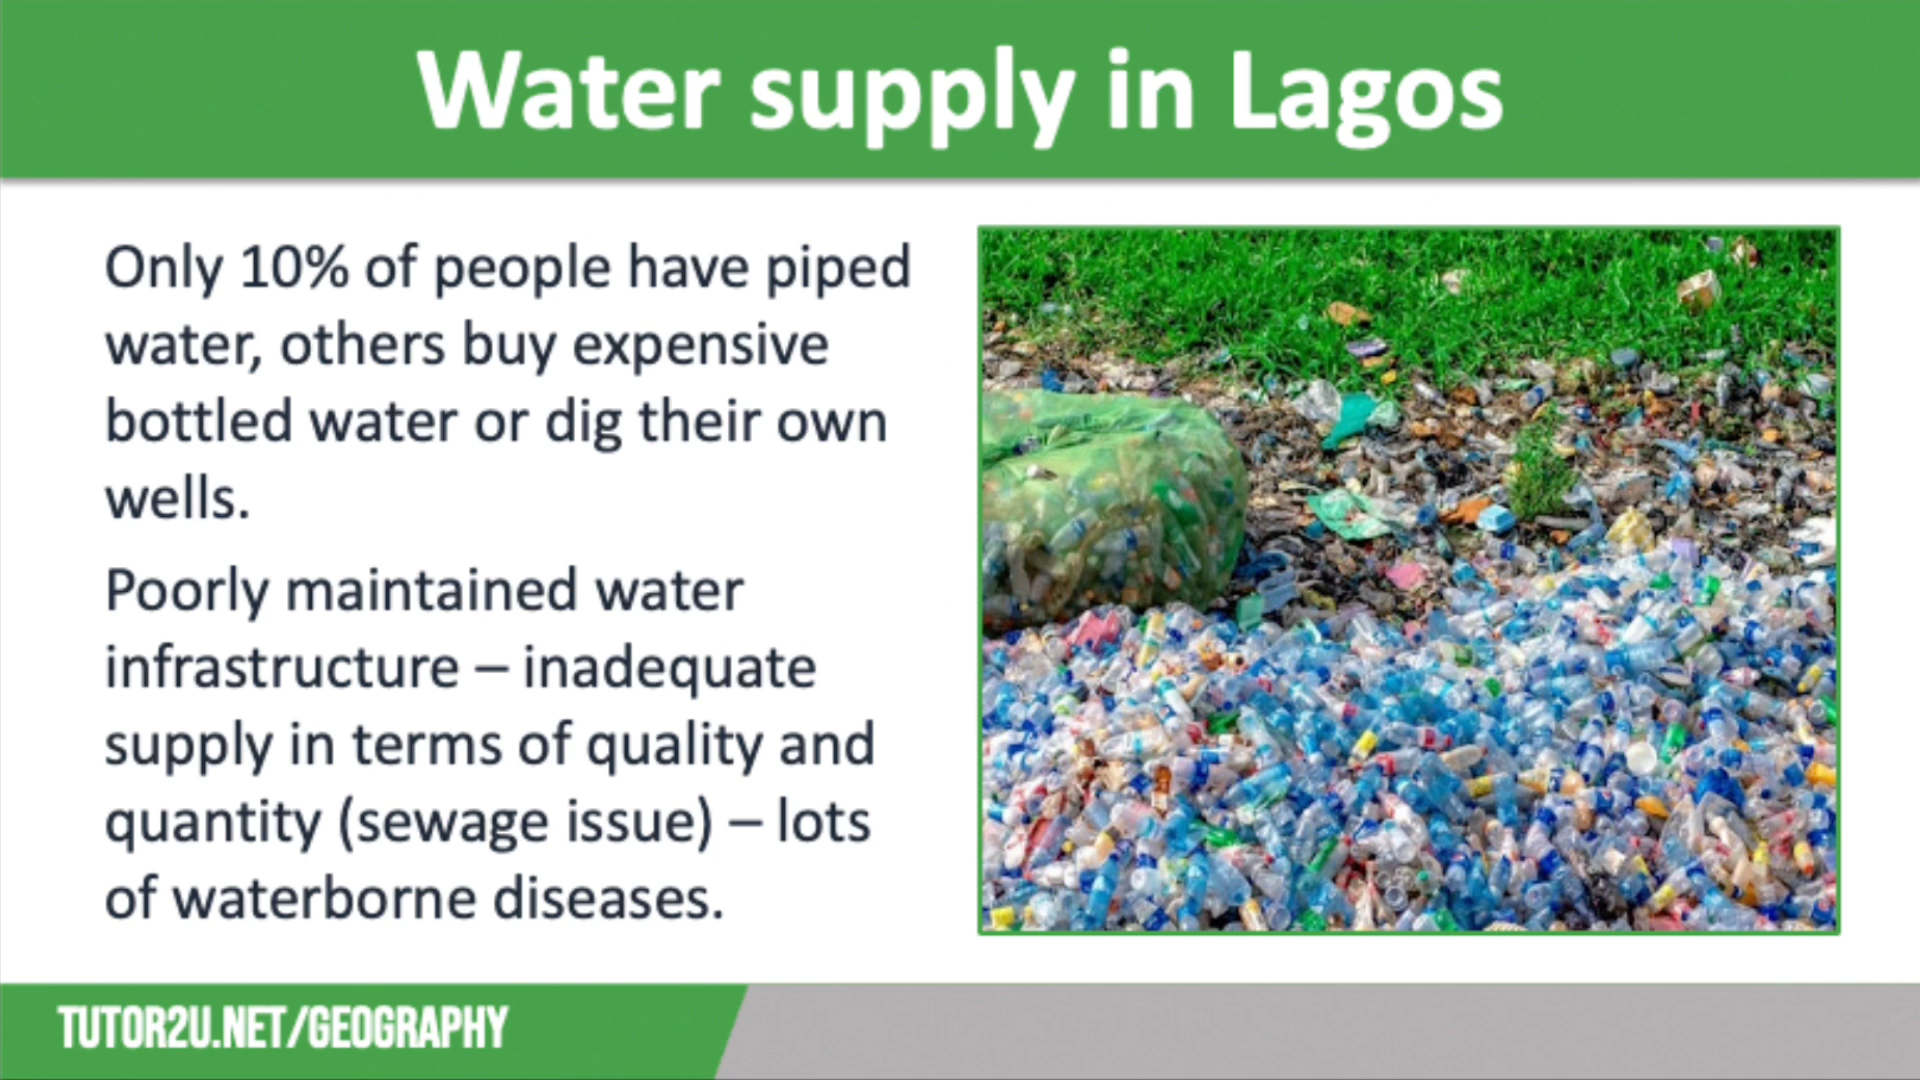 Water supply in Lagos
Only 10% of people have piped
water, others buy expensive
bottled water or dig their own
wells.
Poorly maintained water
infrastructure – inadequate
supply in terms of quality and
quantity (sewage issue) – lots
of waterborne diseases.
TUTOR2U.NET/GEOGRAPHY